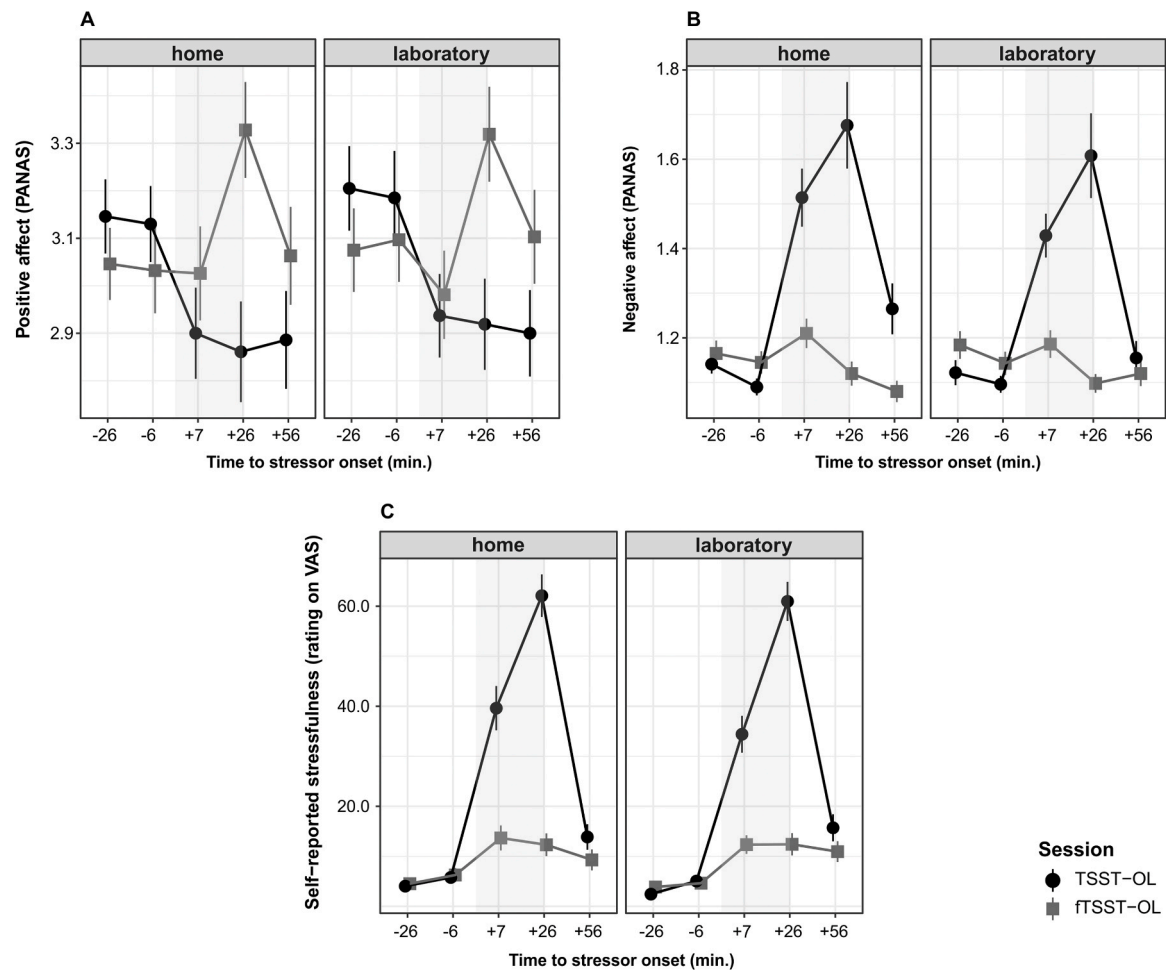 A
B
home laboratory
home laboratory
Positive affect (PANAS)
3.3
3.1
2.9
-26 -6 +7 +26 +56 -26 -6 +7 +26 +56
Time to stressor onset (min.)
Negative affect (PANAS)
1.8
1.6
1.4
1.2
-26 -6 +7 +26 +56 -26 -6 +7 +26 +56
Time to stressor onset (min.)
C
home laboratory
Self−reported stressfulness (rating on VAS)
60.0
40.0
20.0
-26 -6 +7 +26 +56 -26 -6 +7 +26 +56
Time to stressor onset (min.)
Session
TSST−OL
fTSST−OL